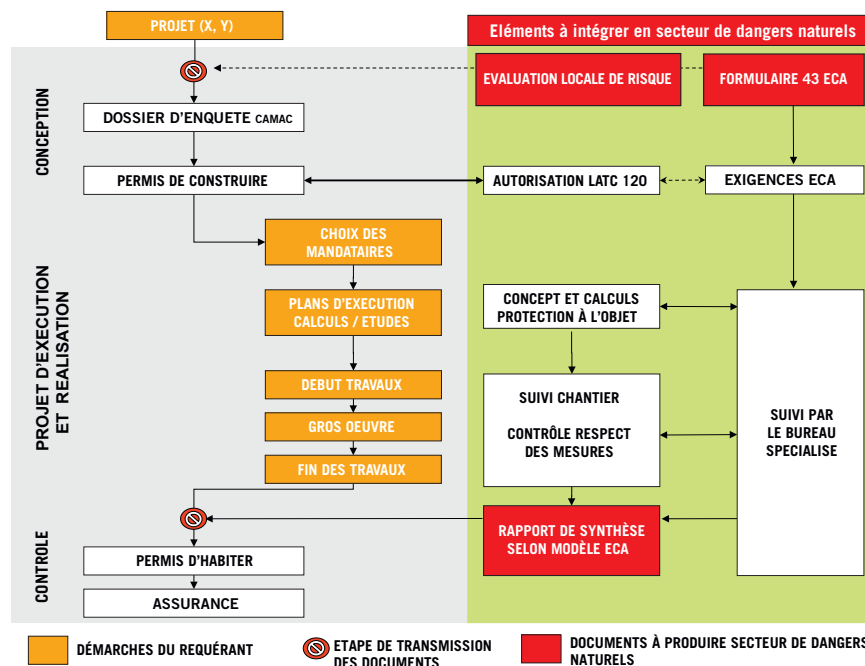 PROJET (X, Y)
Eléments à intégrer en secteur de dangers naturels
CONCEPTION
EVALUATION LOCALE DE RISQUE
FORMULAIRE 43 ECA
DOSSIER D'ENQUETE CAMAC
PERMIS DE CONSTRUIRE
AUTORISATION LATC 120
EXIGENCES ECA
PROJET D'EXECUTION
ET REALISATION
CHOIX DES
MANDATAIRES
PLANS D'EXECUTION
CALCULS / ETUDES
CONCEPT ET CALCULS
PROTECTION À L'OBJET
DEBUT TRAVAUX
GROS OEUVRE
FIN DES TRAVAUX
SUIVI CHANTIER
CONTRÔLE RESPECT
DES MESURES
SUIVI PAR
LE BUREAU
SPECIALISE
CONTROLE
RAPPORT DE SYNTHÈSE
SELON MODÈLE ECA
PERMIS D'HABITER
ASSURANCE
DÉMARCHES DU REQUÉRANT
ETAPE DE TRANSMISSION
DES DOCUMENTS
DOCUMENTS À PRODUIRE SECTEUR DE DANGERS
NATURELS